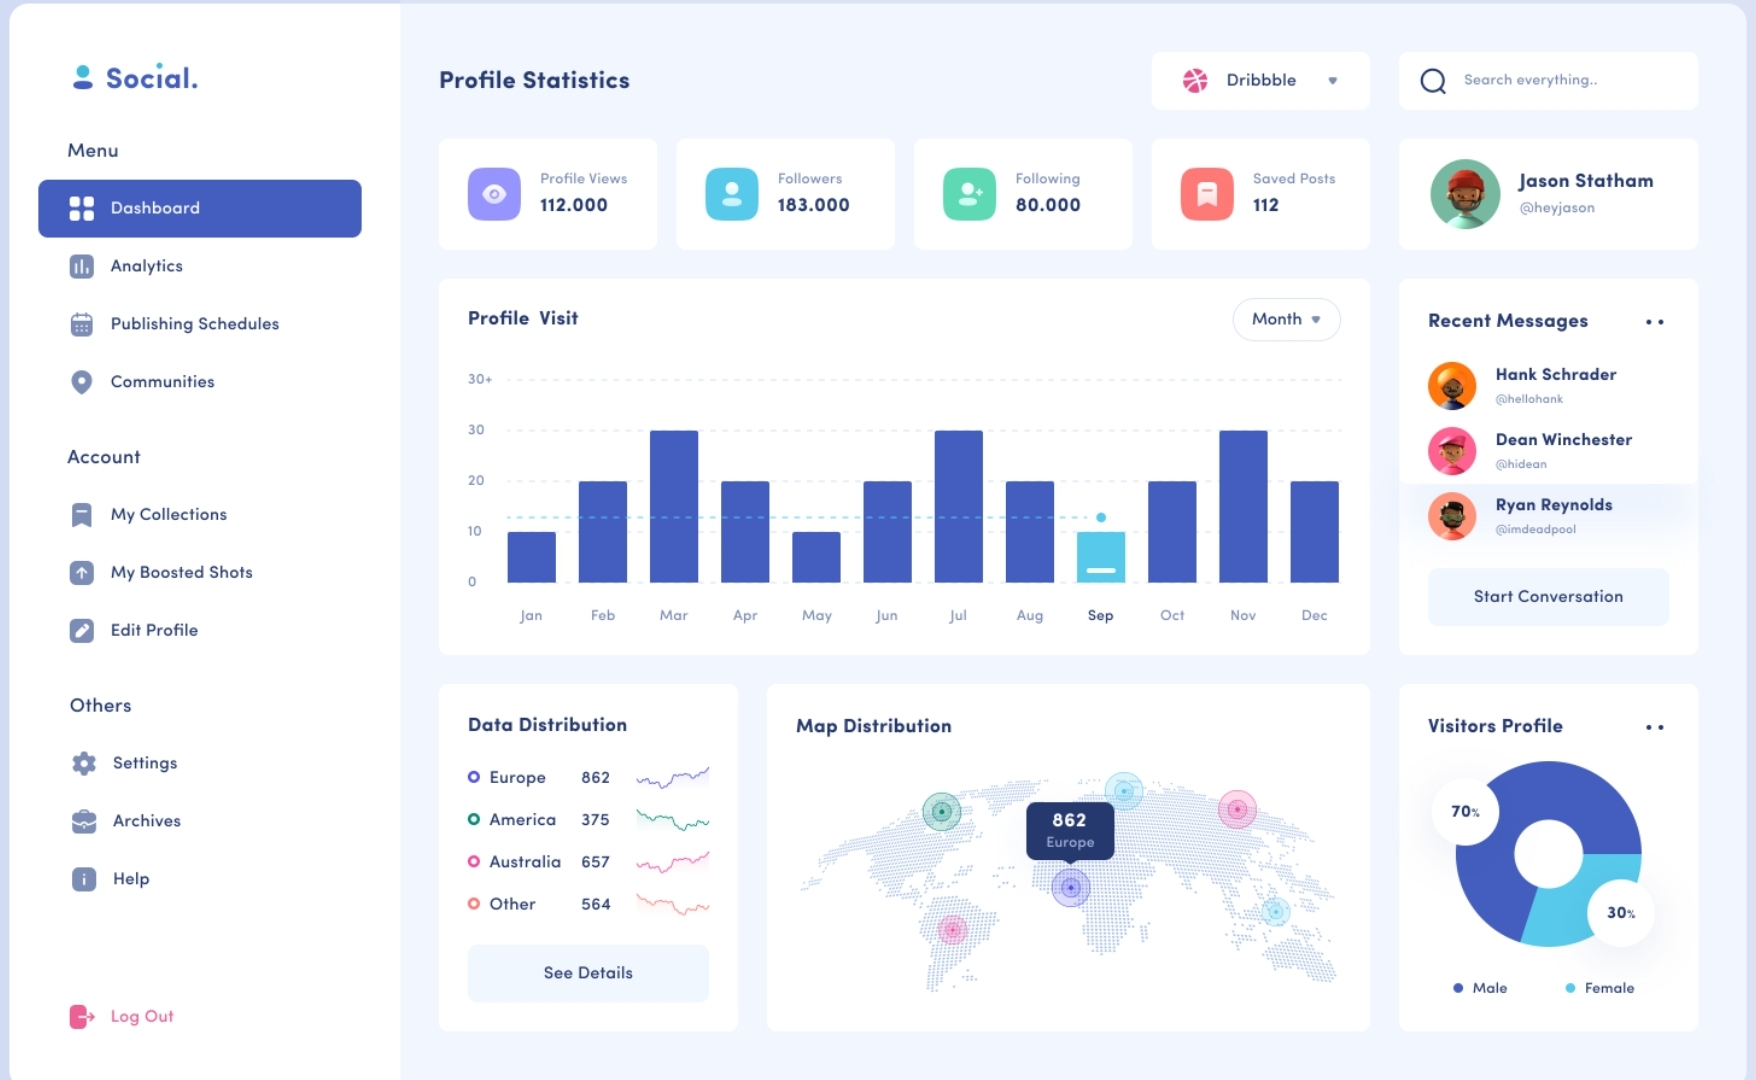 Social.
Menu
Dashboard
Analytics
Publishing Schedules
Communities
Account
My Collections
My Boosted Shots
Edit Profile
Others
Settings
Archives
Help
Log Out
Profile Statistics
Dribbble
Search everything..
Profile Views
112.000
Followers
183.000
Following
80.000
Saved Posts
112
Jason Statham
@heyjason
Profile Visit
Month
30+
30
20
10
0
Jan Feb Mar Apr May Jun Jul Aug Sep Oct Nov Dec
Recent Messages
Hank Schrader
@hellohank
Dean Winchester
@hidean
Ryan Reynolds
@imdeadpool
Start Conversation
Data Distribution
Europe 862
America 375
Australia 657
Other 564
See Details
Map Distribution
862
Europe
Visitors Profile
70%
30%
Male Female